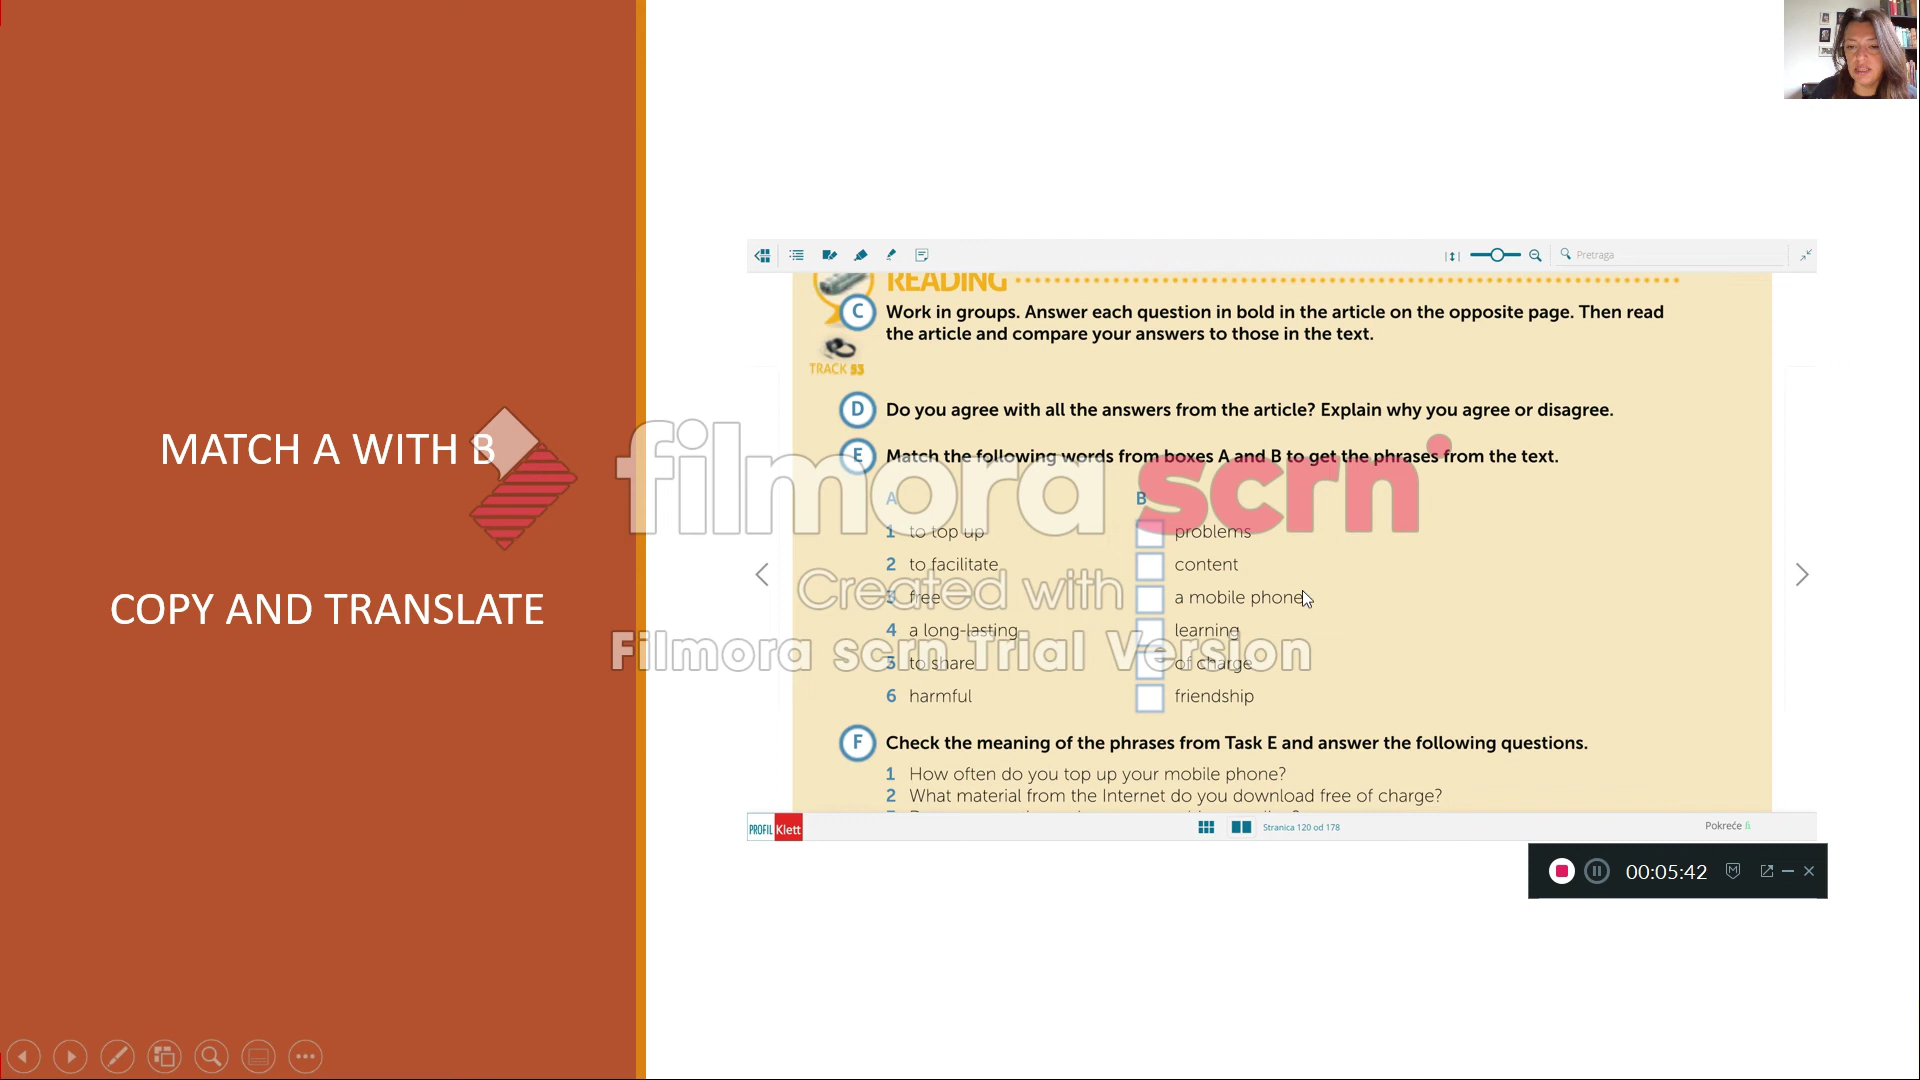 MATCH A WITH B
COPY AND TRANSLATE
Pretraga
READING
C Work in groups. Answer each question in bold in the article on the opposite page. Then read
the article and compare your answers to those in the text.
TRACK 53
D Do you agree with all the answers from the article? Explain why you agree or disagree.
E Match the following words from boxes A and B to get the phrases from the text.
A B
1 to top up problems
2 to facilitate content
3 free a mobile phone
4 a long-lasting learning
5 to share of charge
6 harmful friendship
filmora scrn
Created with
Filmora scrn Trial Version
F Check the meaning of the phrases from Task E and answer the following questions.
1 How often do you top up your mobile phone?
2 What material from the Internet do you download free of charge?
PROFIL Klett
Stranica 120 od 178
Pokreće
00:05:42